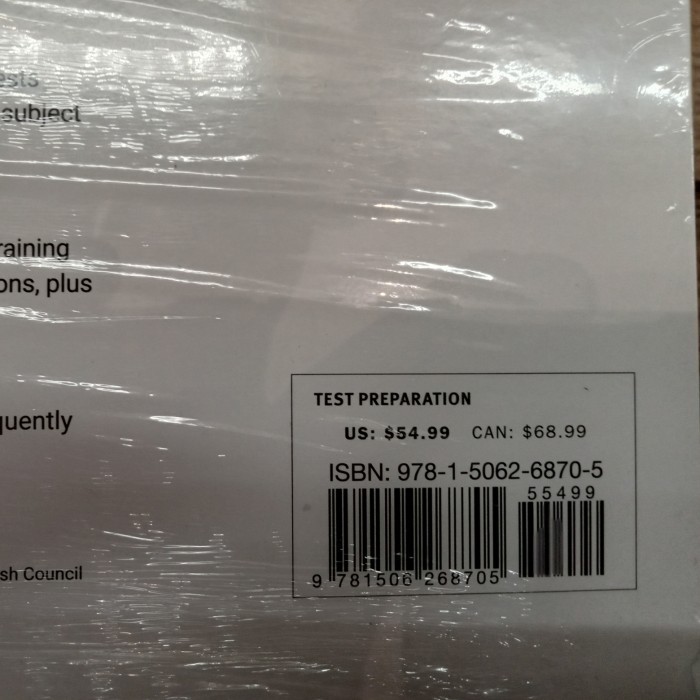 ests
subject
raining
ons, plus
quently
sh Council
TEST PREPARATION
US: $54.99 CAN: $68.99
ISBN: 978-1-5062-6870-5
55499
9 781506 268705